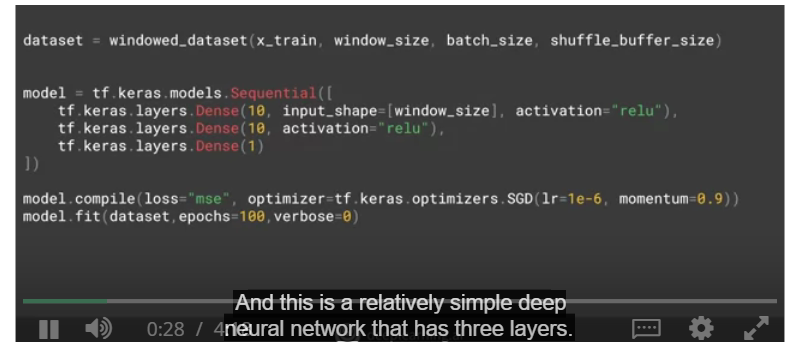 dataset = windowed_dataset(x_train, window_size, batch_size, shuffle_buffer_size)
model = tf.keras.models.Sequential([
    tf.keras.layers.Dense(10, input_shape=[window_size], activation="relu"),
    tf.keras.layers.Dense(10, activation="relu"),
    tf.keras.layers.Dense(1)
])
model.compile(loss="mse", optimizer=tf.keras.optimizers.SGD(lr=1e-6, momentum=0.9))
model.fit(dataset,epochs=100,verbose=0)
And this is a relatively simple deep
neural network that has three layers.
0:28 /